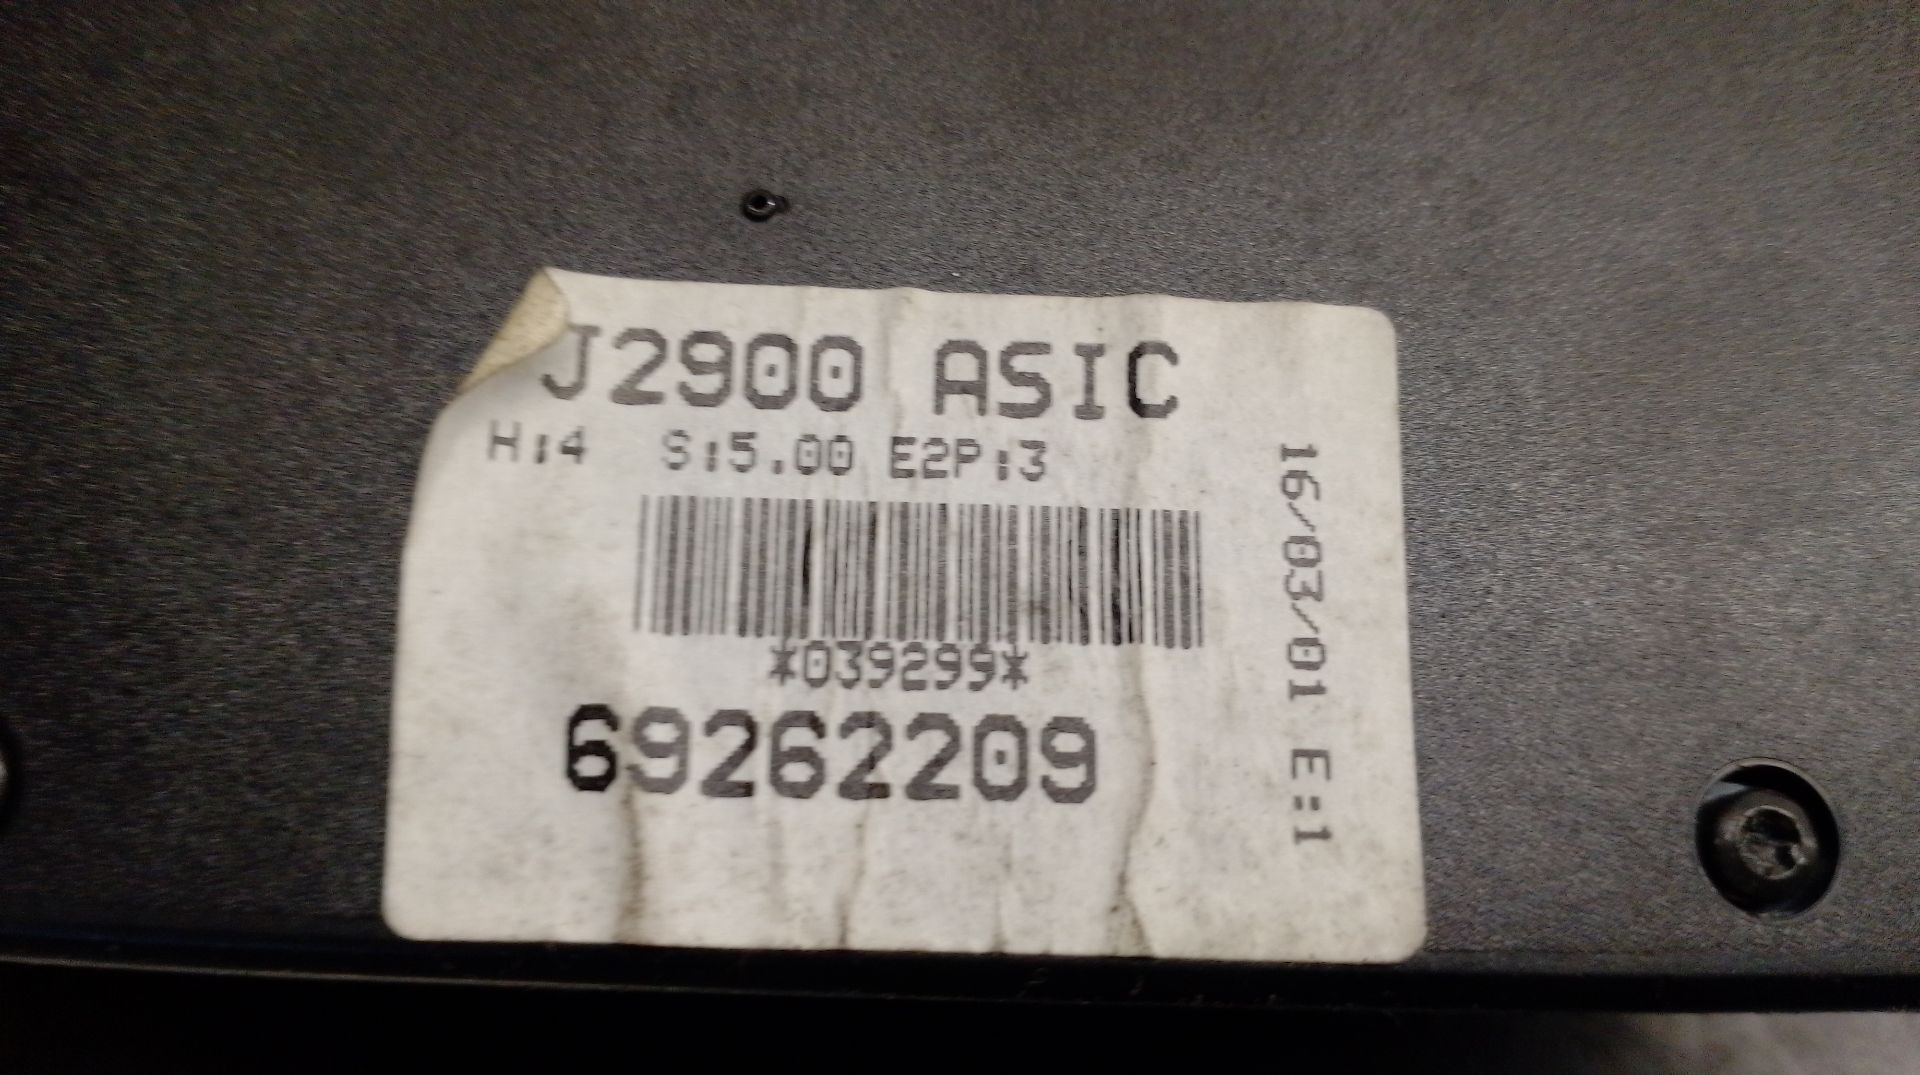 J2900 ASIC
H:4 S:5.00 E2P:3
*039299*
69262209
16/03/01 E:1